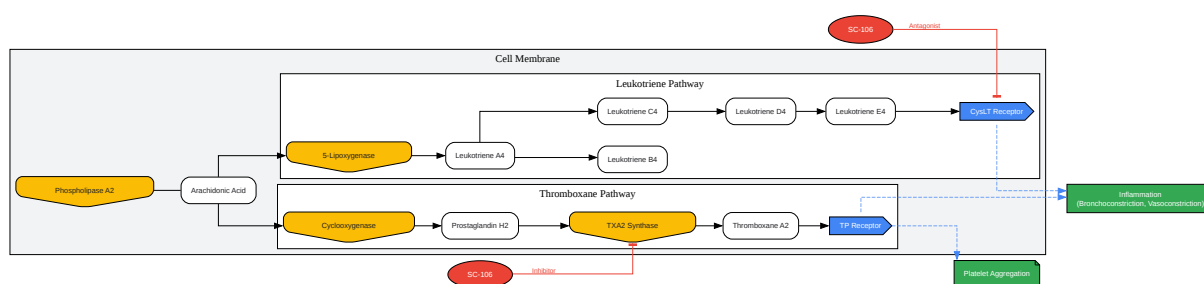 SC-106
Antagonist
Cell Membrane
Leukotriene Pathway
Leukotriene C4
Leukotriene D4
Leukotriene E4
CysLT Receptor
5-Lipoxygenase
Leukotriene A4
Leukotriene B4
Phospholipase A2
Arachidonic Acid
Thromboxane Pathway
Inflammation
(Bronchoconstriction, Vasoconstriction)
Cyclooxygenase
Prostaglandin H2
TXA2 Synthase
Thromboxane A2
TP Receptor
SC-106
Inhibitor
Platelet Aggregation